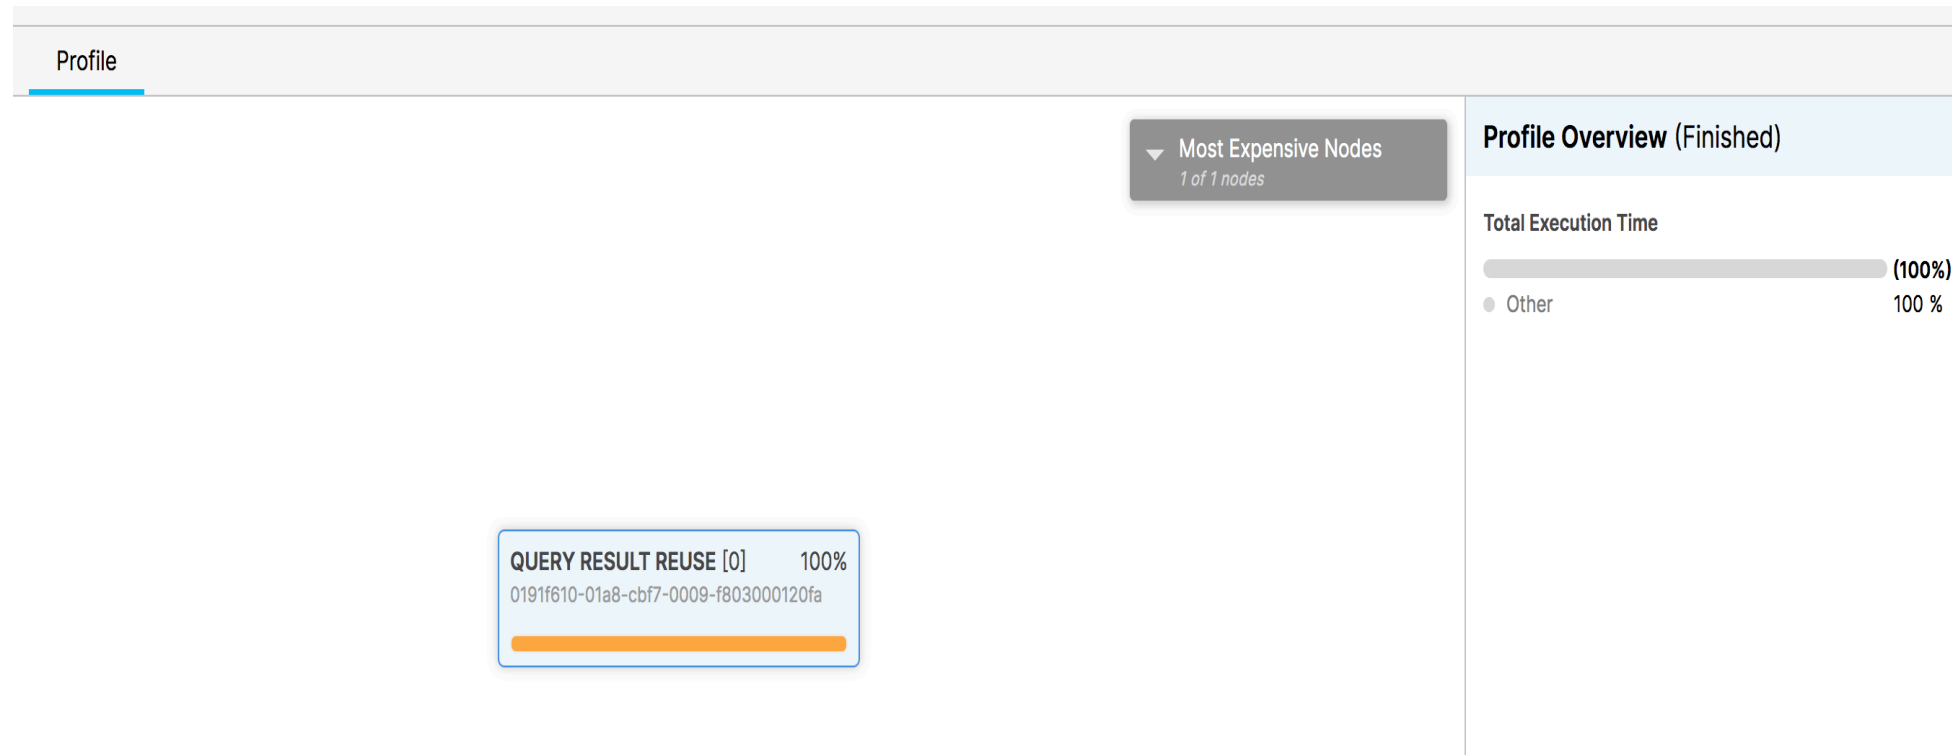 Profile
Most Expensive Nodes
1 of 1 nodes
Profile Overview (Finished)
Total Execution Time
(100%)
Other 100 %
QUERY RESULT REUSE [0] 100%
0191f610-01a8-cbf7-0009-f803000120fa